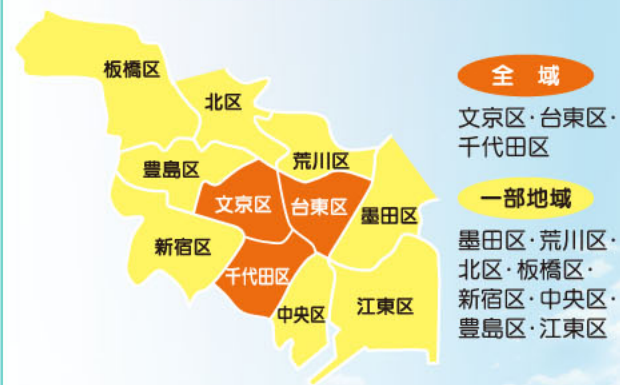 板橋区
北区
荒川区
豊島区
文京区
台東区
墨田区
新宿区
千代田区
中央区
江東区
全 域
文京区・台東区・
千代田区
一部地域
墨田区・荒川区・
北区・板橋区・
新宿区・中央区・
豊島区・江東区